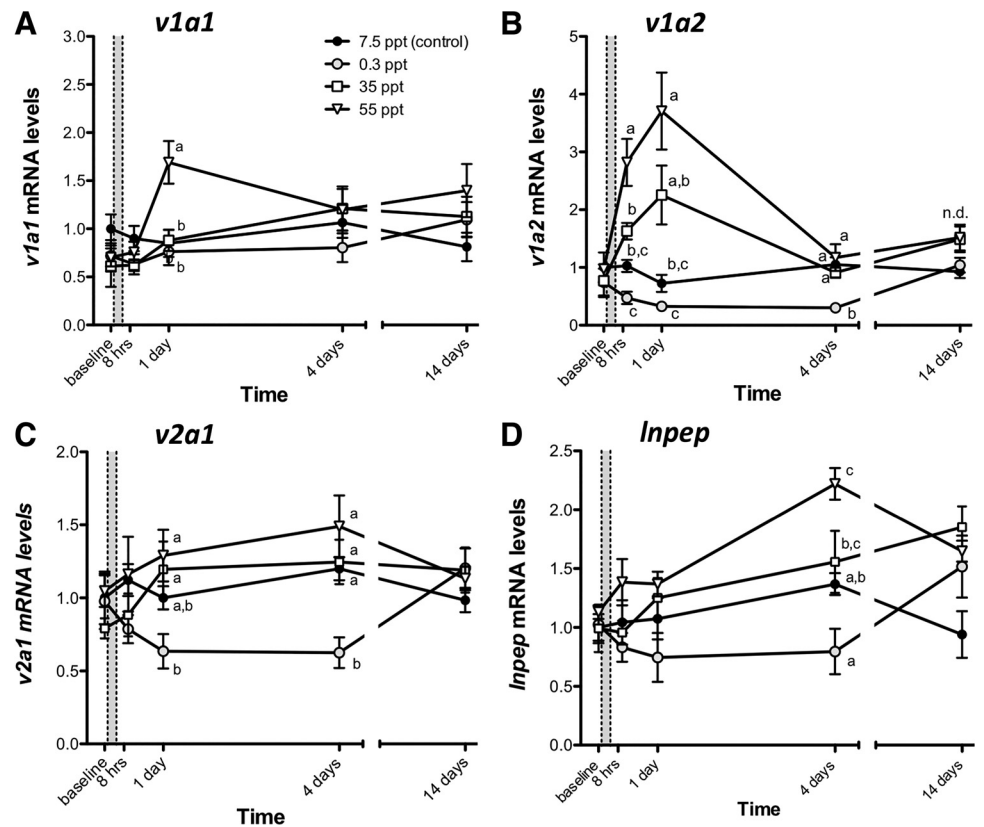 A
v1a1
v1a1 mRNA levels
3.0
2.5
2.0
1.5
1.0
0.5
0.0
7.5 ppt (control)
0.3 ppt
35 ppt
55 ppt
a
b
b
baseline
8 hrs
1 day
4 days
14 days
Time
B
v1a2
v1a2 mRNA levels
5
4
3
2
1
0
a
a
a,b
b
b,c
b,c
c
c
a
a
a
b
n.d.
baseline
8 hrs
1 day
4 days
14 days
Time
C
v2a1
v2a1 mRNA levels
2.0
1.5
1.0
0.5
0.0
a
a
a,b
b
a
a
a
b
baseline
8 hrs
1 day
4 days
14 days
Time
D
lnpep
lnpep mRNA levels
2.5
2.0
1.5
1.0
0.5
0.0
c
b,c
a,b
a
baseline
8 hrs
1 day
4 days
14 days
Time